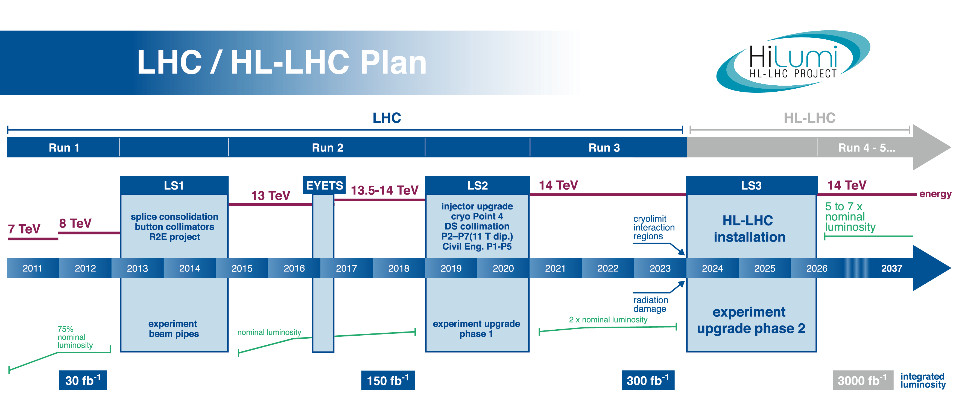 LHC / HL-LHC Plan
HiLumi
HL-LHC PROJECT
LHC
HL-LHC
Run 1
Run 2
Run 3
Run 4 - 5...
LS1
EYETS
LS2
LS3
7 TeV
8 TeV
13 TeV
13.5-14 TeV
14 TeV
14 TeV
energy
splice consolidation
button collimators
R2E project
injector upgrade
cryo Point 4
DS collimation
P2–P7(11 T dip.)
Civil Eng. P1-P5
cryolimit
interaction
regions
HL-LHC
installation
5 to 7 x
nominal
luminosity
2011
2012
2013
2014
2015
2016
2017
2018
2019
2020
2021
2022
2023
2024
2025
2026
2037
75%
nominal
luminosity
experiment
beam pipes
nominal luminosity
experiment upgrade
phase 1
2 x nominal luminosity
radiation
damage
experiment
upgrade phase 2
30 fb-1
150 fb-1
300 fb-1
3000 fb-1
integrated
luminosity